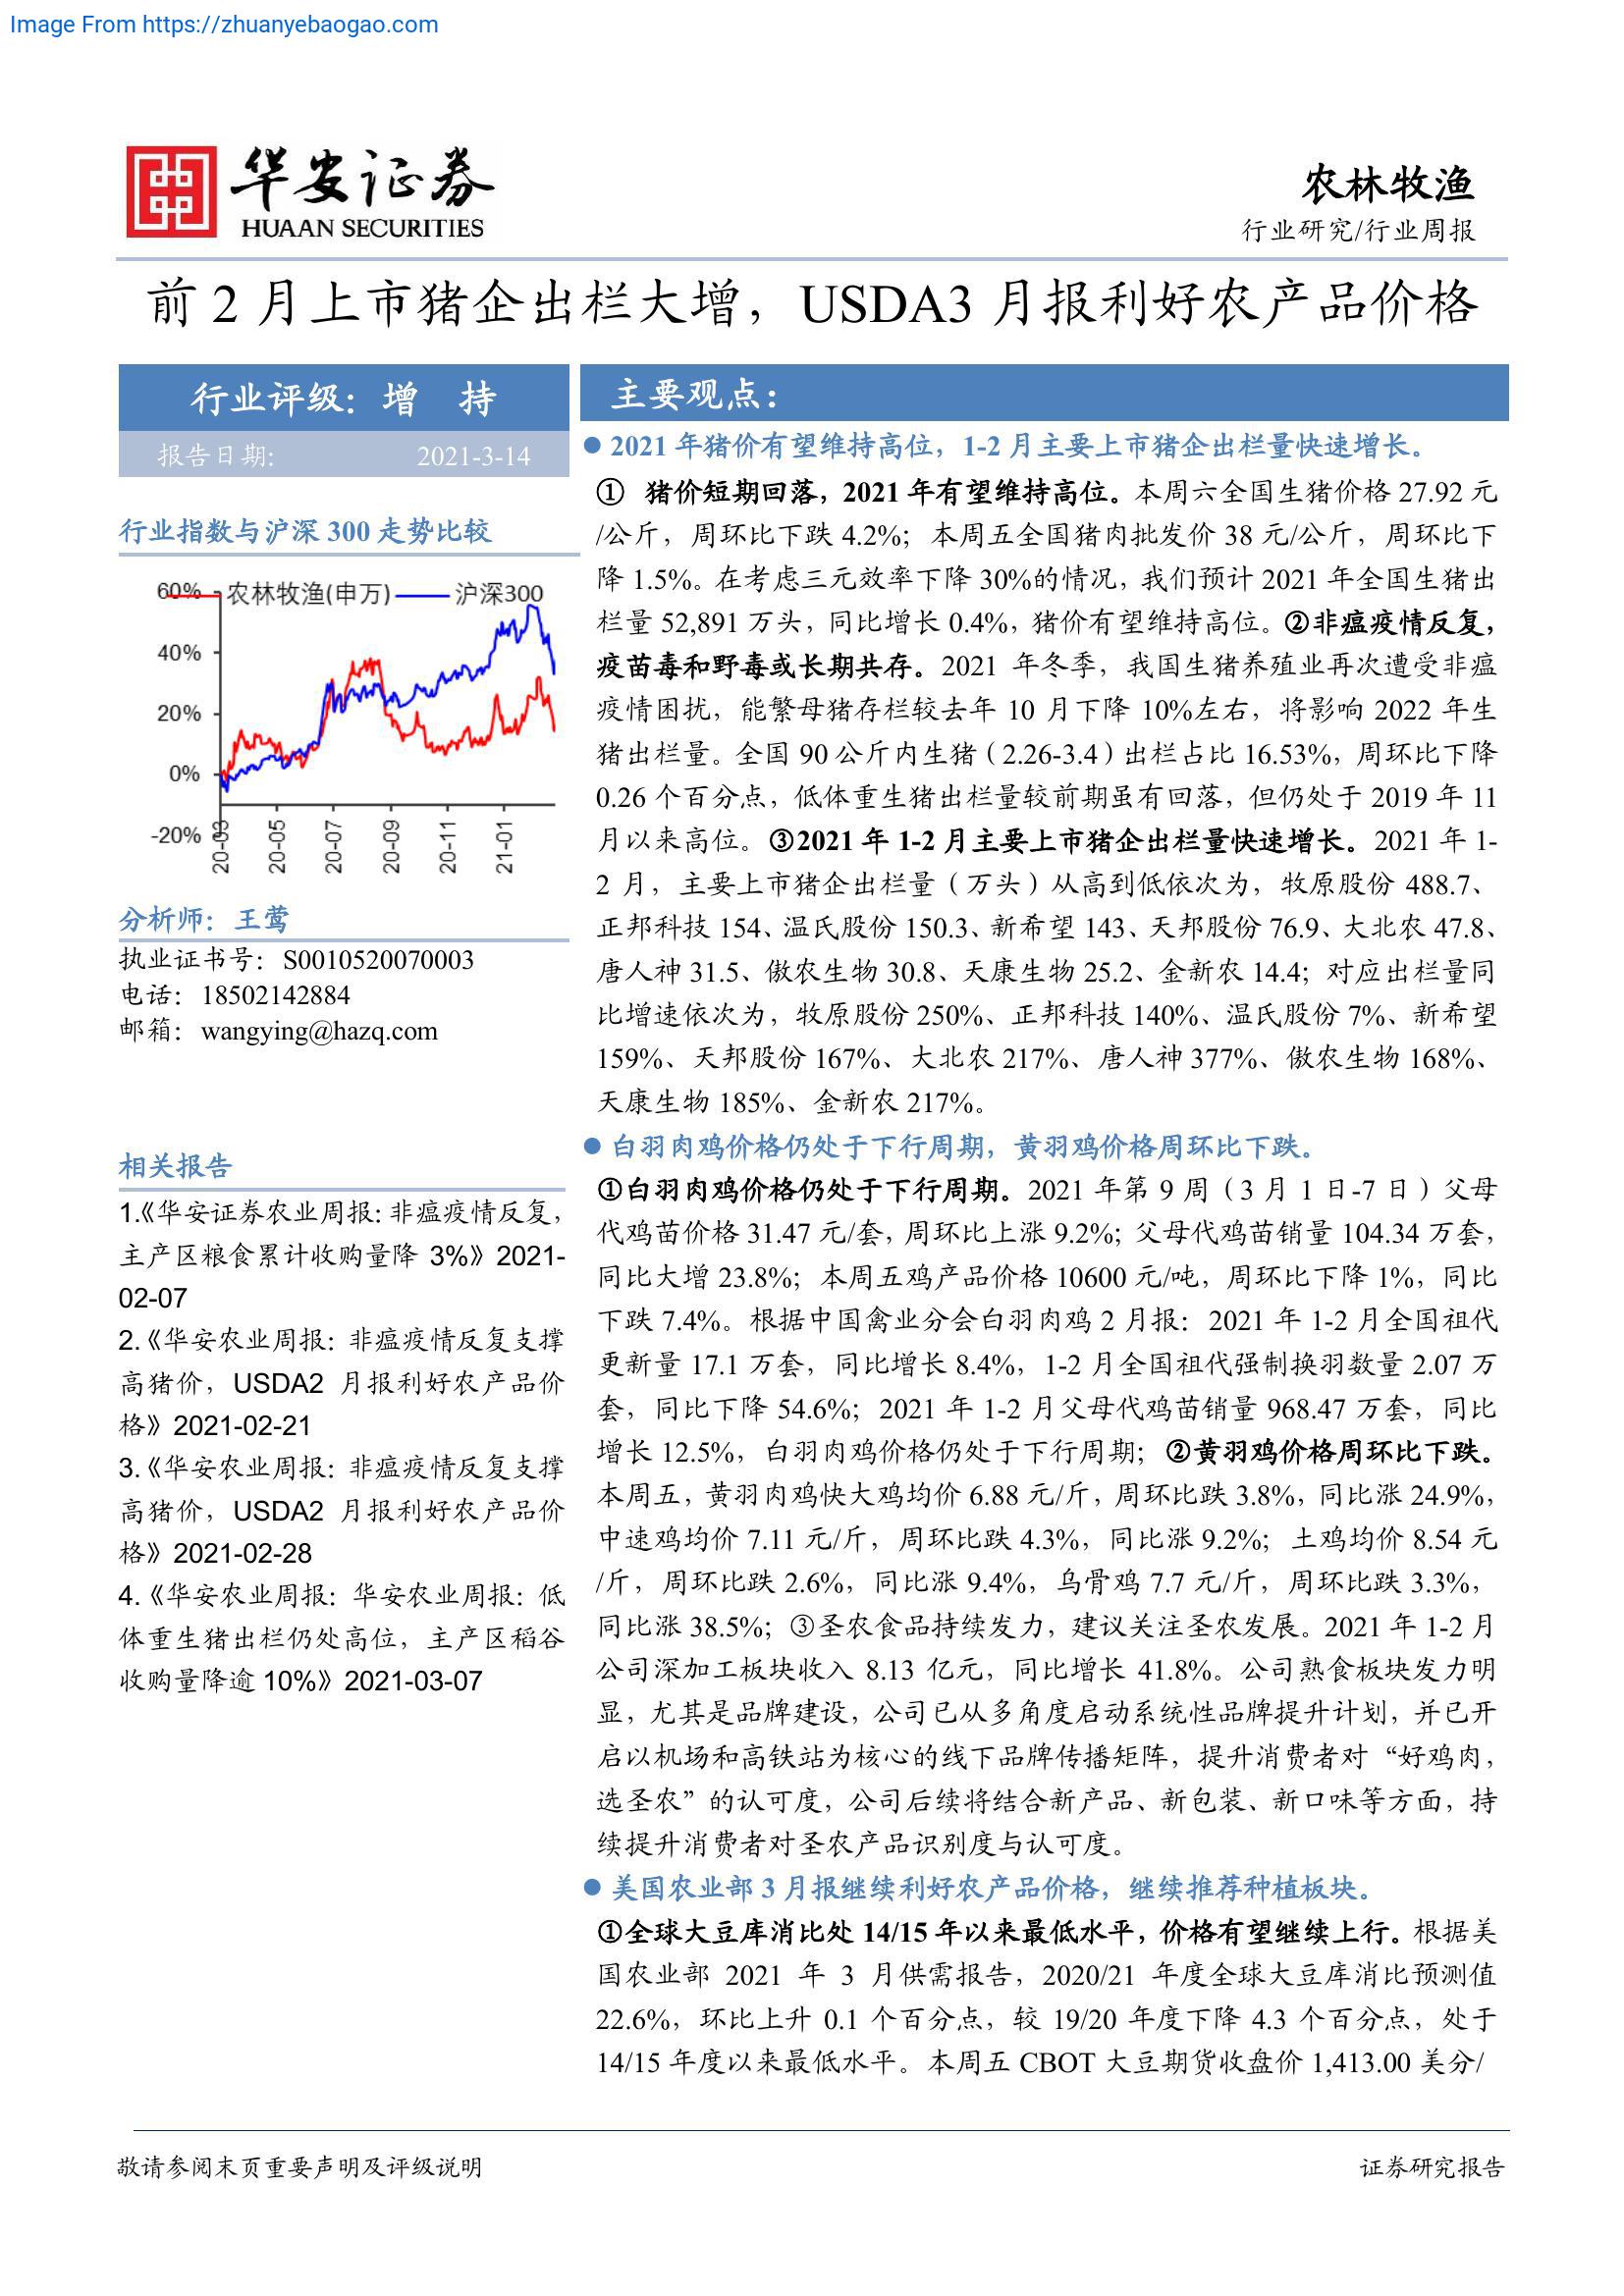 Image From https://zhuanyebaogao.com
华安证券
HUAAN SECURITIES
农林牧渔
行业研究/行业周报
前 2 月上市猪企出栏大增，USDA3 月报利好农产品价格
行业评级：增 持
报告日期: 2021-3-14
行业指数与沪深 300 走势比较
60% 农林牧渔(申万) 沪深300
40%
20%
0%
-20%
20-03 20-05 20-07 20-09 20-11 21-01
分析师：王莺
执业证书号：S0010520070003
电话：18502142884
邮箱：wangying@hazq.com
相关报告
1.《华安证券农业周报：非瘟疫情反复，
主产区粮食累计收购量降 3%》2021-
02-07
2.《华安农业周报：非瘟疫情反复支撑
高猪价，USDA2 月报利好农产品价
格》2021-02-21
3.《华安农业周报：非瘟疫情反复支撑
高猪价，USDA2 月报利好农产品价
格》2021-02-28
4.《华安农业周报：华安农业周报：低
体重生猪出栏仍处高位，主产区稻谷
收购量降逾 10%》2021-03-07
主要观点：
● 2021 年猪价有望维持高位，1-2 月主要上市猪企出栏量快速增长。
① 猪价短期回落，2021 年有望维持高位。本周六全国生猪价格 27.92 元
/公斤，周环比下跌 4.2%；本周五全国猪肉批发价 38 元/公斤，周环比下
降 1.5%。在考虑三元效率下降 30%的情况，我们预计 2021 年全国生猪出
栏量 52,891 万头，同比增长 0.4%，猪价有望维持高位。②非瘟疫情反复，
疫苗毒和野毒或长期共存。2021 年冬季，我国生猪养殖业再次遭受非瘟
疫情困扰，能繁母猪存栏较去年 10 月下降 10%左右，将影响 2022 年生
猪出栏量。全国 90 公斤内生猪（2.26-3.4）出栏占比 16.53%，周环比下降
0.26 个百分点，低体重生猪出栏量较前期虽有回落，但仍处于 2019 年 11
月以来高位。③2021 年 1-2 月主要上市猪企出栏量快速增长。2021 年 1-
2 月，主要上市猪企出栏量（万头）从高到低依次为，牧原股份 488.7、
正邦科技 154、温氏股份 150.3、新希望 143、天邦股份 76.9、大北农 47.8、
唐人神 31.5、傲农生物 30.8、天康生物 25.2、金新农 14.4；对应出栏量同
比增速依次为，牧原股份 250%、正邦科技 140%、温氏股份 7%、新希望
159%、天邦股份 167%、大北农 217%、唐人神 377%、傲农生物 168%、
天康生物 185%、金新农 217%。
● 白羽肉鸡价格仍处于下行周期，黄羽鸡价格周环比下跌。
①白羽肉鸡价格仍处于下行周期。2021 年第 9 周（3 月 1 日-7 日）父母
代鸡苗价格 31.47 元/套，周环比上涨 9.2%；父母代鸡苗销量 104.34 万套，
同比大增 23.8%；本周五鸡产品价格 10600 元/吨，周环比下降 1%，同比
下跌 7.4%。根据中国禽业分会白羽肉鸡 2 月报：2021 年 1-2 月全国祖代
更新量 17.1 万套，同比增长 8.4%，1-2 月全国祖代强制换羽数量 2.07 万
套，同比下降 54.6%；2021 年 1-2 月父母代鸡苗销量 968.47 万套，同比
增长 12.5%，白羽肉鸡价格仍处于下行周期；②黄羽鸡价格周环比下跌。
本周五，黄羽肉鸡快大鸡均价 6.88 元/斤，周环比跌 3.8%，同比涨 24.9%，
中速鸡均价 7.11 元/斤，周环比跌 4.3%，同比涨 9.2%；土鸡均价 8.54 元
/斤，周环比跌 2.6%，同比涨 9.4%，乌骨鸡 7.7 元/斤，周环比跌 3.3%，
同比涨 38.5%；③圣农食品持续发力，建议关注圣农发展。2021 年 1-2 月
公司深加工板块收入 8.13 亿元，同比增长 41.8%。公司熟食板块发力明
显，尤其是品牌建设，公司已从多角度启动系统性品牌提升计划，并已开
启以机场和高铁站为核心的线下品牌传播矩阵，提升消费者对“好鸡肉，
选圣农”的认可度，公司后续将结合新产品、新包装、新口味等方面，持
续提升消费者对圣农产品识别度与认可度。
● 美国农业部 3 月报继续利好农产品价格，继续推荐种植板块。
①全球大豆库消比处 14/15 年以来最低水平，价格有望继续上行。根据美
国农业部 2021 年 3 月供需报告，2020/21 年度全球大豆库消比预测值
22.6%，环比上升 0.1 个百分点，较 19/20 年度下降 4.3 个百分点，处于
14/15 年度以来最低水平。本周五 CBOT 大豆期货收盘价 1,413.00 美分/
敬请参阅末页重要声明及评级说明
证券研究报告